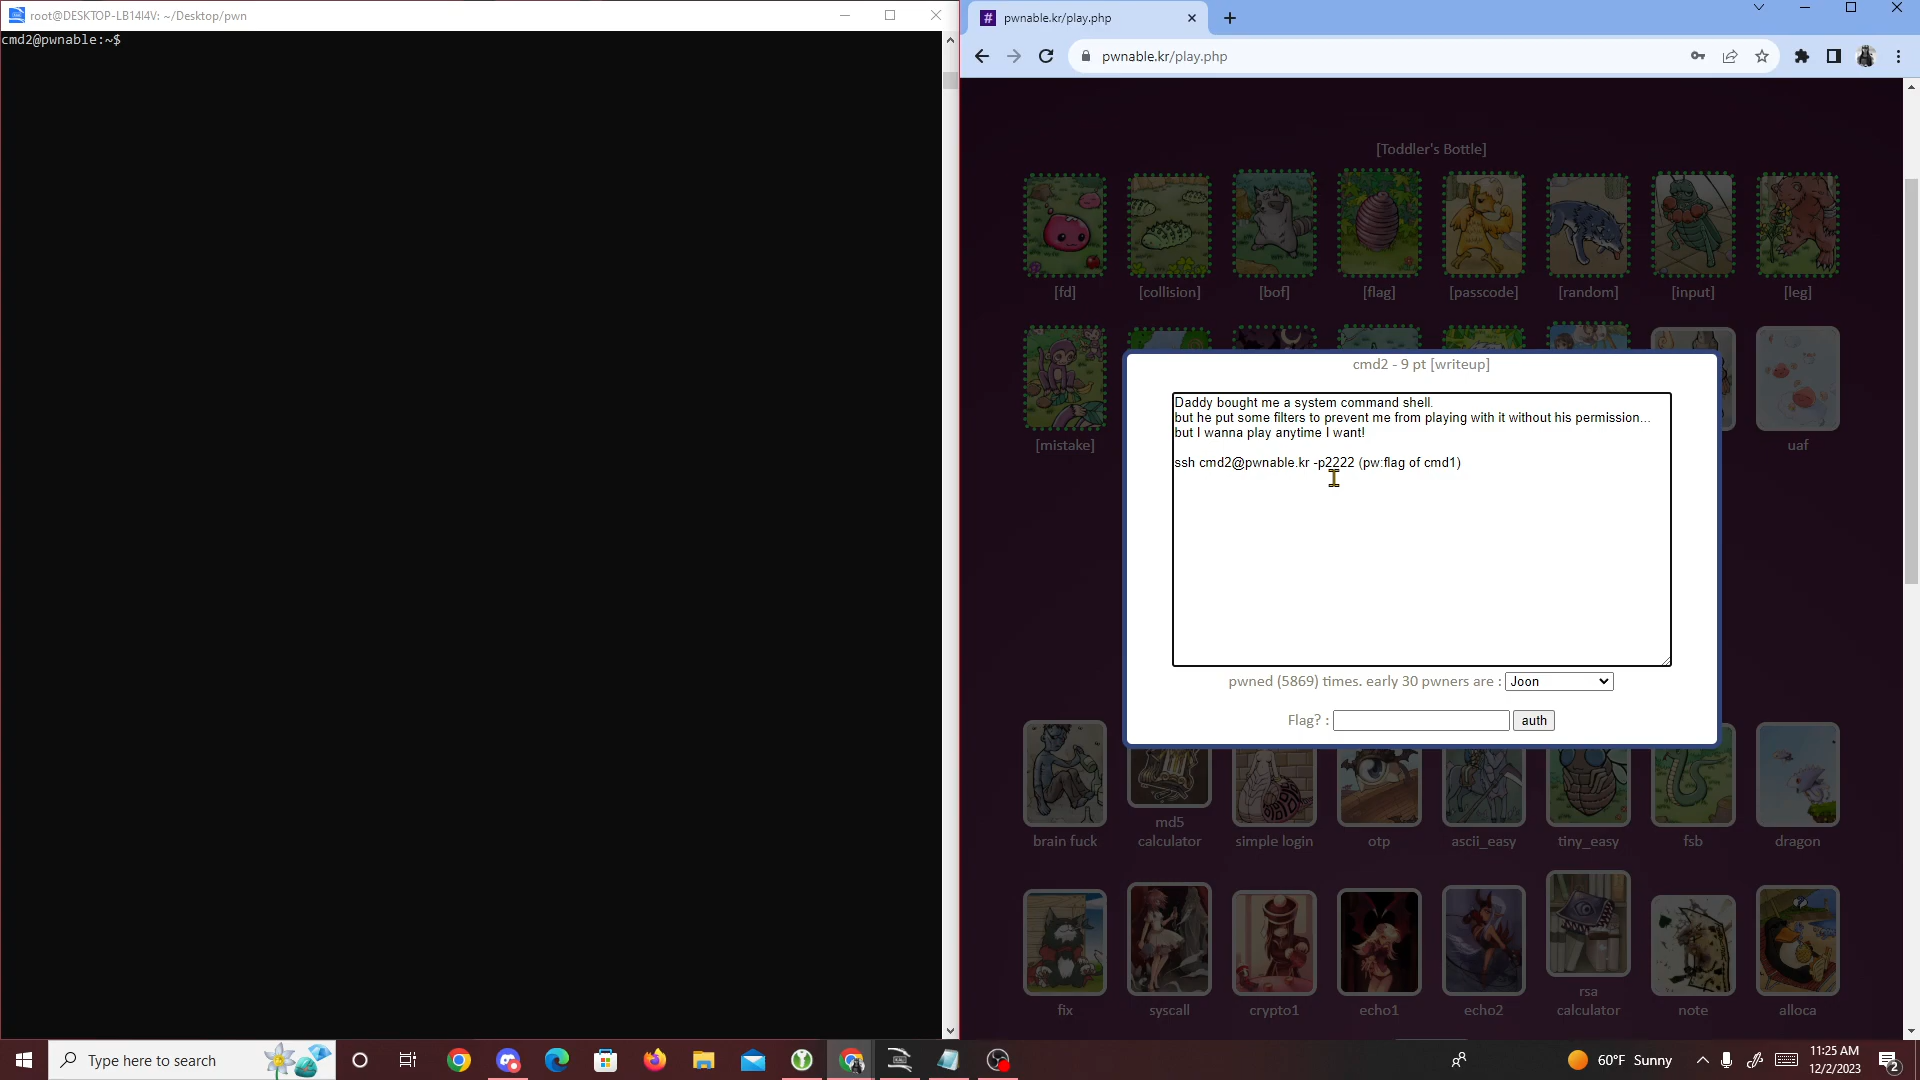 root@DESKTOP-LB14I4V: ~/Desktop/pwn
cmd2@pwnable:~$
pwnable.kr/play.php
pwnable.kr/play.php
[Toddler's Bottle]
[fd]
[collision]
[bof]
[flag]
[passcode]
[random]
[input]
[leg]
[mistake]
uaf
cmd2 - 9 pt [writeup]
Daddy bought me a system command shell.
but he put some filters to prevent me from playing with it without his permission...
but I wanna play anytime I want!
ssh cmd2@pwnable.kr -p2222 (pw:flag of cmd1)
pwned (5869) times. early 30 pwners are : Joon
Flag? : auth
brain fuck
md5
calculator
simple login
otp
ascii_easy
tiny_easy
fsb
dragon
fix
syscall
crypto1
echo1
echo2
rsa
calculator
note
alloca
Type here to search
60°F Sunny
11:25 AM
12/2/2023
2